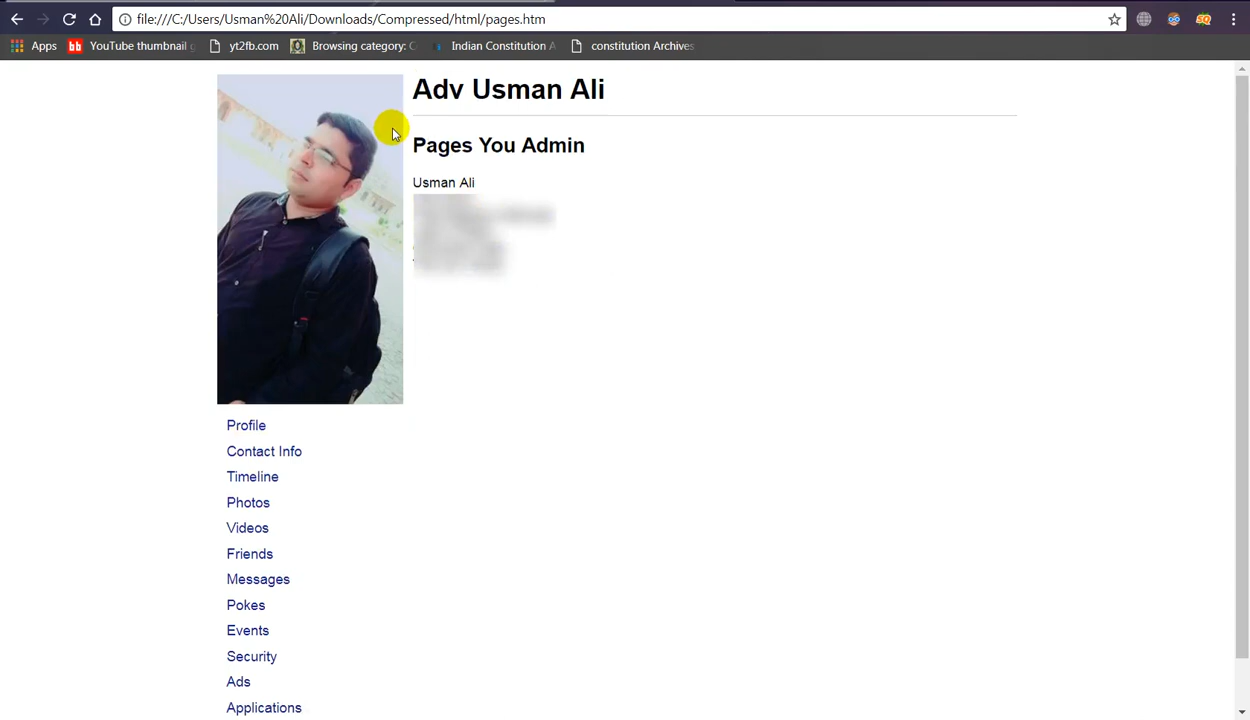 file:///C:/Users/Usman%20Ali/Downloads/Compressed/html/pages.htm
Apps
YouTube thumbnail
yt2fb.com
Browsing category:
Indian Constitution
constitution Archives
Adv Usman Ali
Pages You Admin
Usman Ali
Profile
Contact Info
Timeline
Photos
Videos
Friends
Messages
Pokes
Events
Security
Ads
Applications